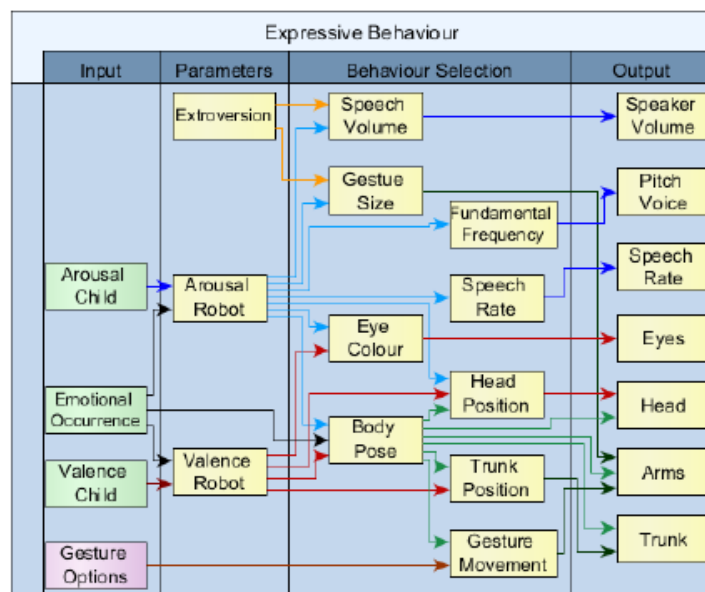 Expressive Behaviour
Input
Parameters
Behaviour Selection
Output
Extroversion
Speech
Volume
Speaker
Volume
Gestue
Size
Pitch
Voice
Fundamental
Frequency
Arousal
Child
Arousal
Robot
Speech
Rate
Speech
Rate
Eye
Colour
Eyes
Emotional
Occurrence
Head
Position
Head
Body
Pose
Valence
Child
Valence
Robot
Trunk
Position
Arms
Gesture
Options
Gesture
Movement
Trunk